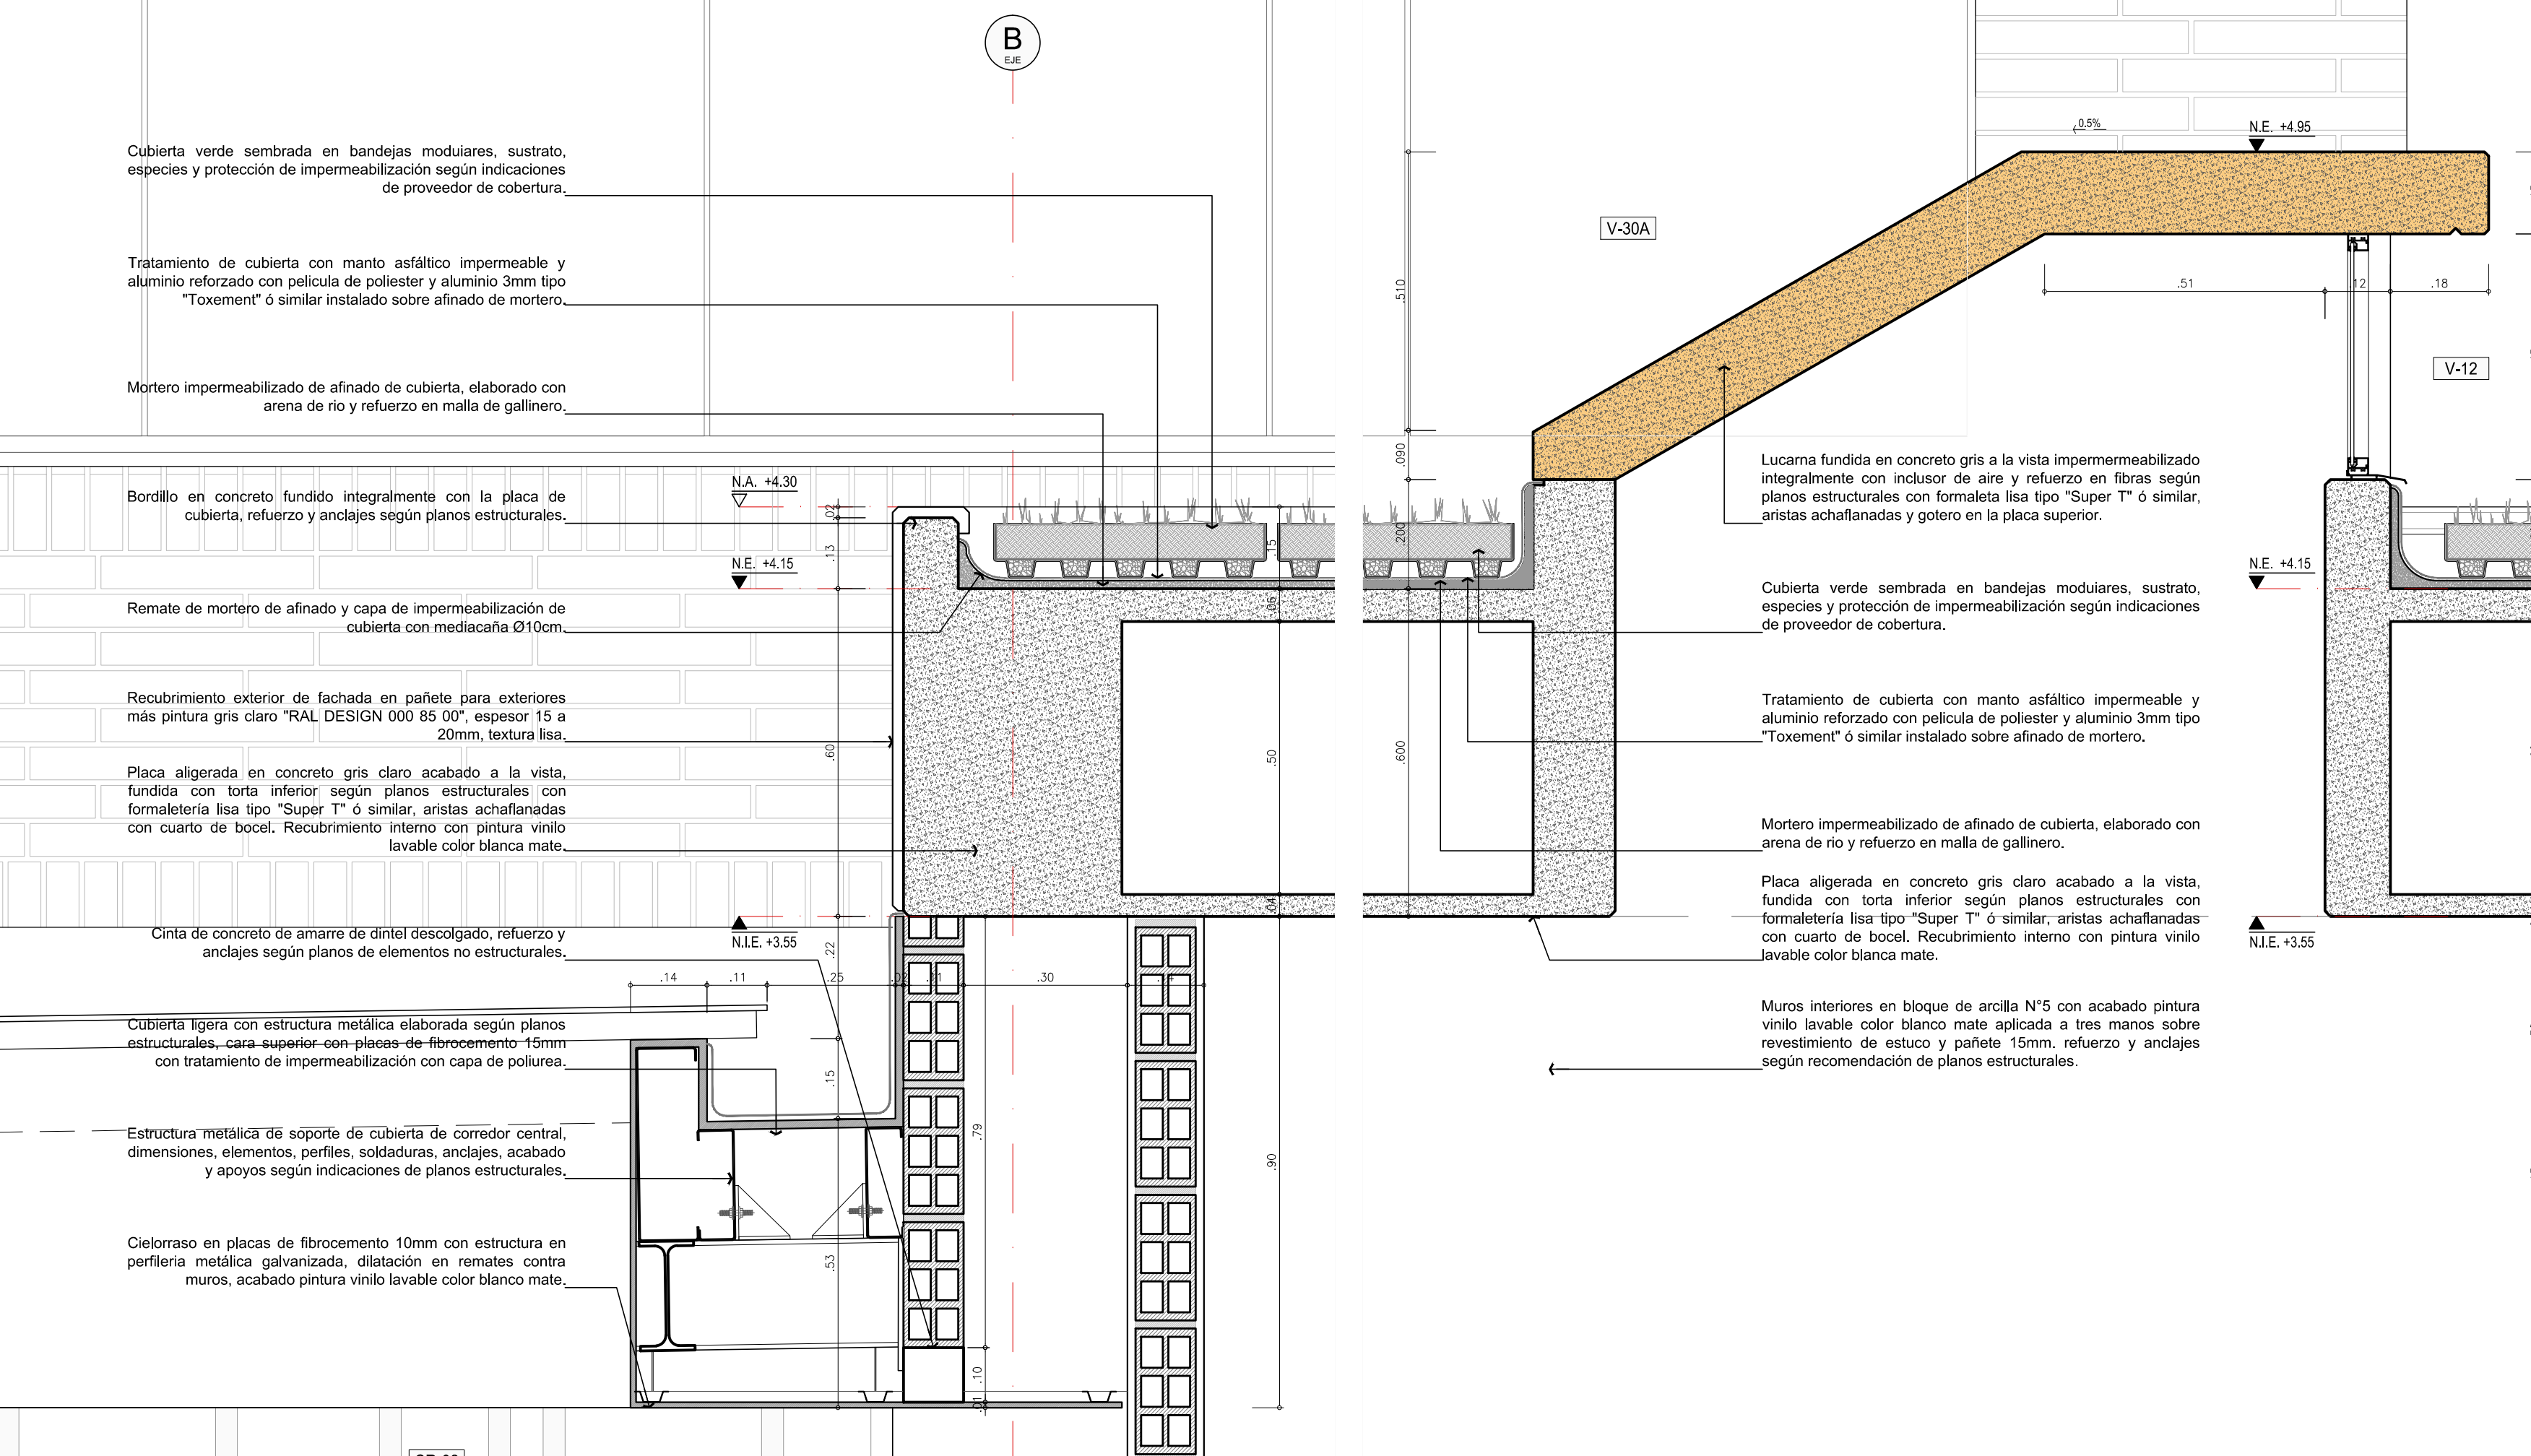 B
EJE
Cubierta verde sembrada en bandejas moduiares, sustrato,
especies y protección de impermeabilización según indicaciones
de proveedor de cobertura.
Tratamiento de cubierta con manto asfáltico impermeable y
aluminio reforzado con pelicula de poliester y aluminio 3mm tipo
"Toxement" ó similar instalado sobre afinado de mortero.
Mortero impermeabilizado de afinado de cubierta, elaborado con
arena de rio y refuerzo en malla de gallinero.
Bordillo en concreto fundido integralmente con la placa de
cubierta, refuerzo y anclajes según planos estructurales.
Remate de mortero de afinado y capa de impermeabilización de
cubierta con mediacaña Ø10cm.
Recubrimiento exterior de fachada en pañete para exteriores
más pintura gris claro "RAL DESIGN 000 85 00", espesor 15 a
20mm, textura lisa.
Placa aligerada en concreto gris claro acabado a la vista,
fundida con torta inferior según planos estructurales con
formaletería lisa tipo "Super T" ó similar, aristas achaflanadas
con cuarto de bocel. Recubrimiento interno con pintura vinilo
lavable color blanca mate.
Cinta de concreto de amarre de dintel descolgado, refuerzo y
anclajes según planos de elementos no estructurales.
Cubierta ligera con estructura metálica elaborada según planos
estructurales, cara superior con placas de fibrocemento 15mm
con tratamiento de impermeabilización con capa de poliurea.
Estructura metálica de soporte de cubierta de corredor central,
dimensiones, elementos, perfiles, soldaduras, anclajes, acabado
y apoyos según indicaciones de planos estructurales.
Cielorraso en placas de fibrocemento 10mm con estructura en
perfileria metálica galvanizada, dilatación en remates contra
muros, acabado pintura vinilo lavable color blanco mate.
N.A. +4.30
N.E. +4.15
N.I.E. +3.55
.02
.13
.60
.22
.15
.53
.14
.11
.25
.02
.11
.30
.14
.79
.10
.01
.15
.06
.50
.04
.90
.510
.090
.200
.600
V-30A
0.5%
N.E. +4.95
.51
.12
.18
V-12
Lucarna fundida en concreto gris a la vista impermermeabilizado
integralmente con inclusor de aire y refuerzo en fibras según
planos estructurales con formaleta lisa tipo "Super T" ó similar,
aristas achaflanadas y gotero en la placa superior.
Cubierta verde sembrada en bandejas moduiares, sustrato,
especies y protección de impermeabilización según indicaciones
de proveedor de cobertura.
Tratamiento de cubierta con manto asfáltico impermeable y
aluminio reforzado con pelicula de poliester y aluminio 3mm tipo
"Toxement" ó similar instalado sobre afinado de mortero.
Mortero impermeabilizado de afinado de cubierta, elaborado con
arena de rio y refuerzo en malla de gallinero.
Placa aligerada en concreto gris claro acabado a la vista,
fundida con torta inferior según planos estructurales con
formaletería lisa tipo "Super T" ó similar, aristas achaflanadas
con cuarto de bocel. Recubrimiento interno con pintura vinilo
lavable color blanca mate.
Muros interiores en bloque de arcilla N°5 con acabado pintura
vinilo lavable color blanco mate aplicada a tres manos sobre
revestimiento de estuco y pañete 15mm. refuerzo y anclajes
según recomendación de planos estructurales.
N.E. +4.15
N.I.E. +3.55